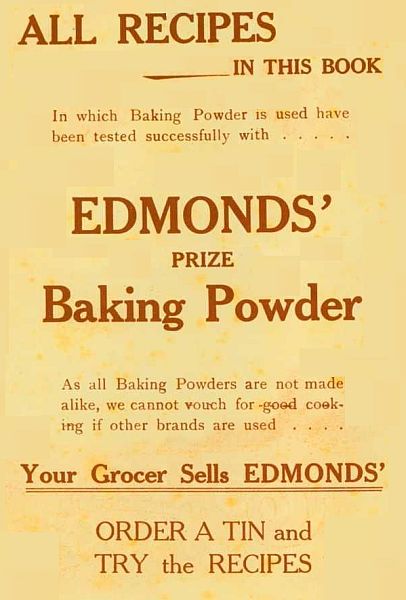 ALL RECIPES
IN THIS BOOK
In which Baking Powder is used have
been tested successfully with . . . . .
EDMONDS'
PRIZE
Baking Powder
As all Baking Powders are not made
alike, we cannot vouch for good cook-
ing if other brands are used . . . .
Your Grocer Sells EDMONDS'
ORDER A TIN and
TRY the RECIPES